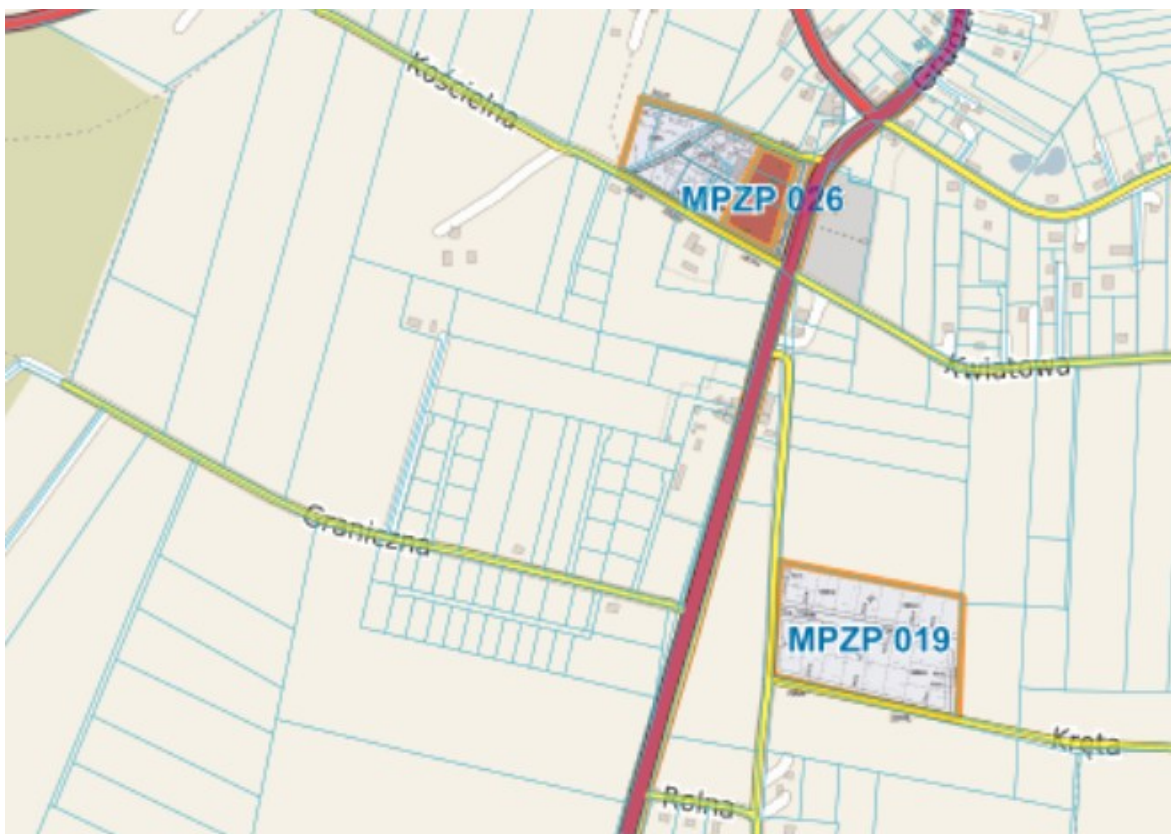 Kościelna
MPZP 026
Kwiatowa
Graniczna
MPZP 019
Kręta
Rolna